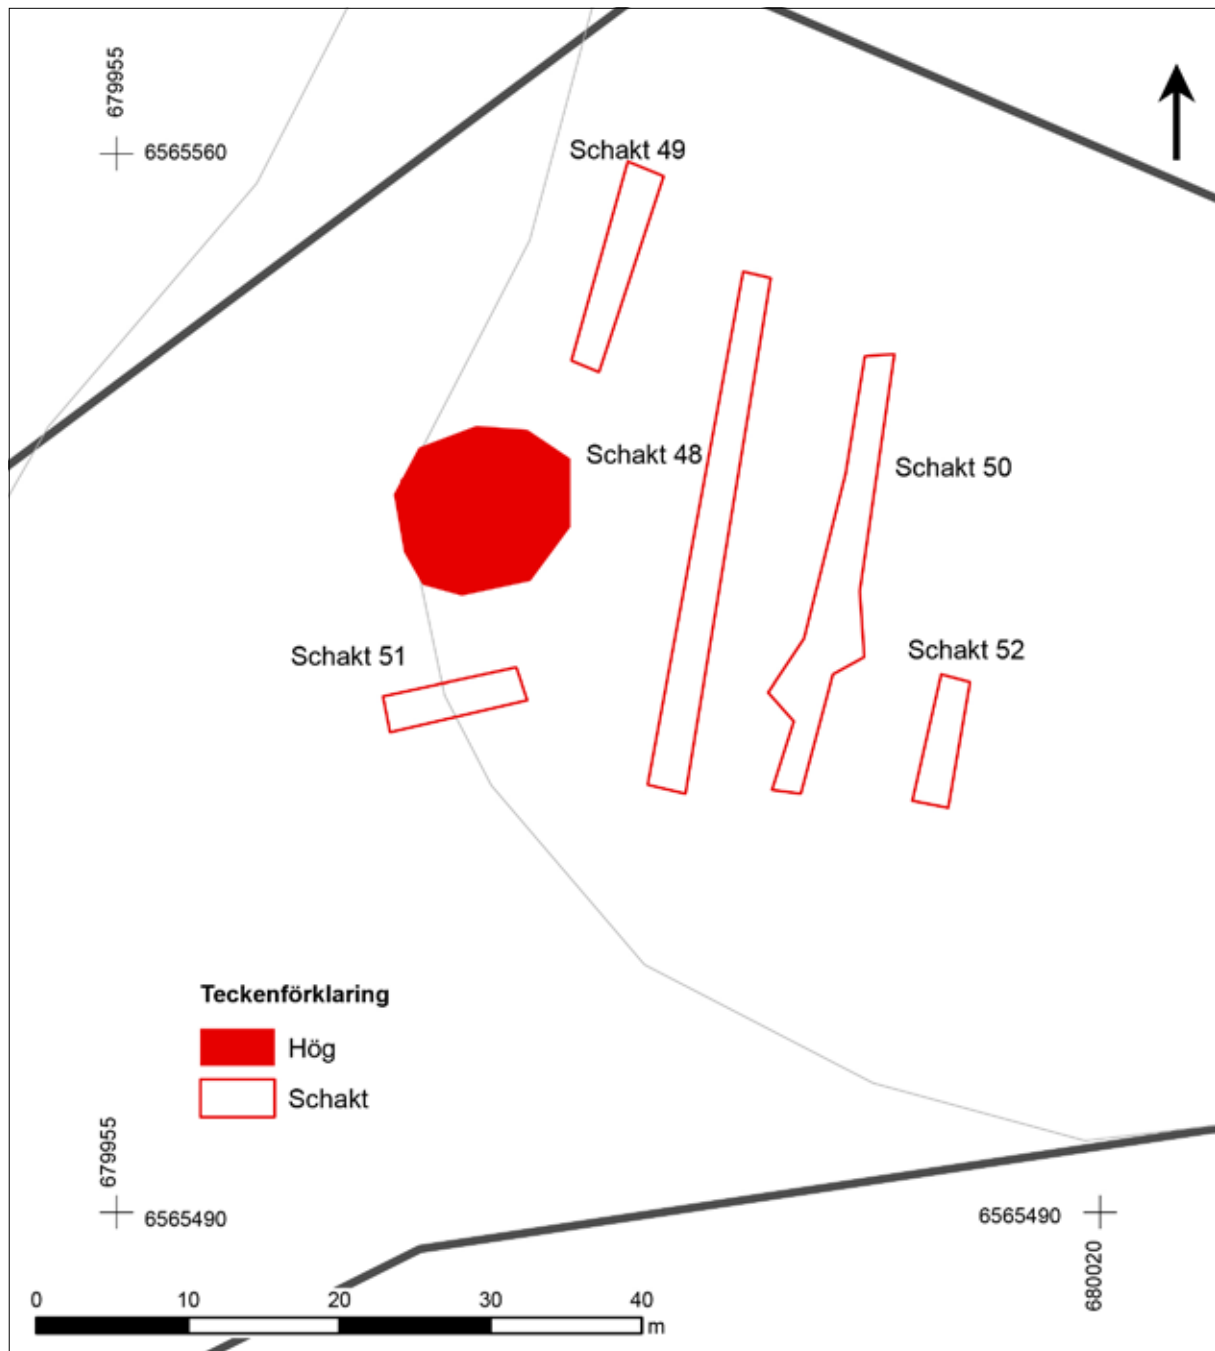 679955
6565560
Schakt 49
Schakt 48
Schakt 50
Schakt 51
Schakt 52
Teckenförklaring
Hög
Schakt
679955
6565490
6565490
680020
0 10 20 30 40
m